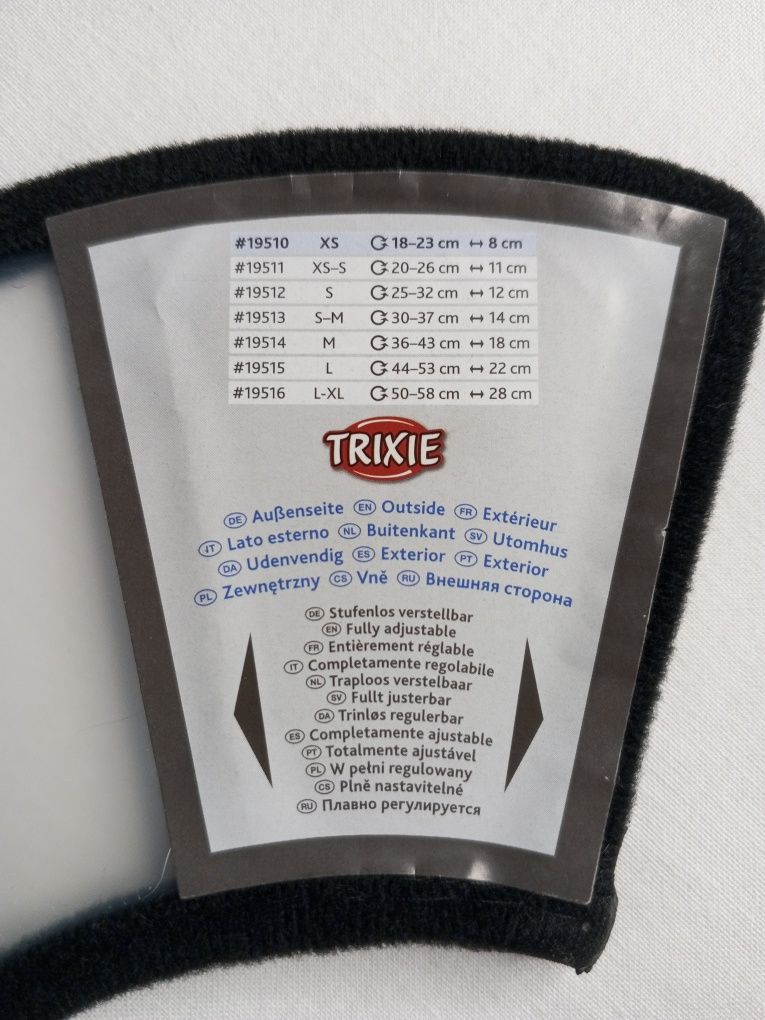 #19510 XS 18–23 cm ↔ 8 cm
#19511 XS–S 20–26 cm ↔ 11 cm
#19512 S 25–32 cm ↔ 12 cm
#19513 S–M 30–37 cm ↔ 14 cm
#19514 M 36–43 cm ↔ 18 cm
#19515 L 44–53 cm ↔ 22 cm
#19516 L-XL 50–58 cm ↔ 28 cm
TRIXIE
DE Außenseite EN Outside FR Extérieur
IT Lato esterno NL Buitenkant SV Utomhus
DA Udenvendig ES Exterior PT Exterior
PL Zewnętrzny CS Vně RU Внешняя сторона
DE Stufenlos verstellbar
EN Fully adjustable
FR Entièrement réglable
IT Completamente regolabile
NL Traploos verstelbaar
SV Fullt justerbar
DA Trinløs regulerbar
ES Completamente ajustable
PT Totalmente ajustável
PL W pełni regulowany
CS Plně nastavitelné
RU Плавно регулируется